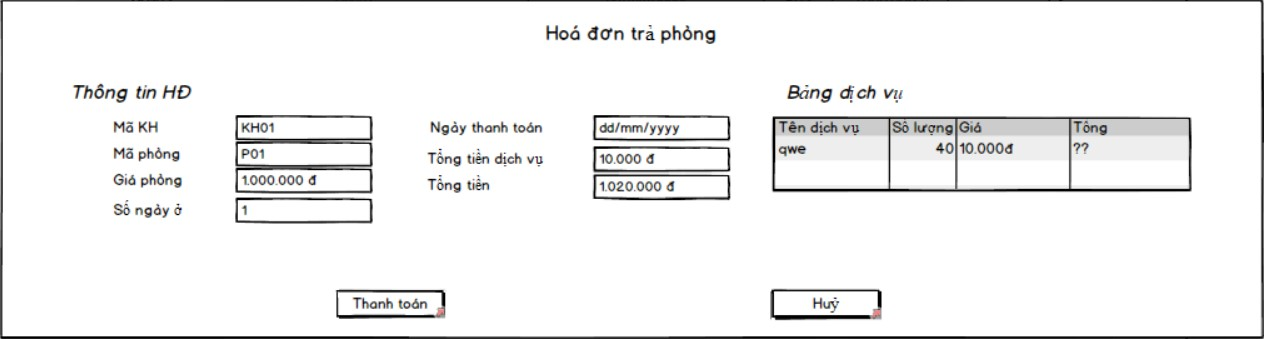 Hoá đơn trả phòng
Thông tin HĐ
Mã KH KH01
Mã phòng P01
Giá phòng 1.000.000 đ
Số ngày ở 1
Ngày thanh toán dd/mm/yyyy
Tổng tiền dịch vụ 10.000 đ
Tổng tiền 1.020.000 đ
Bảng dịch vụ
Tên dịch vụ Số lượng Giá Tổng
qwe 40 10.000đ ??
Thanh toán Huỷ